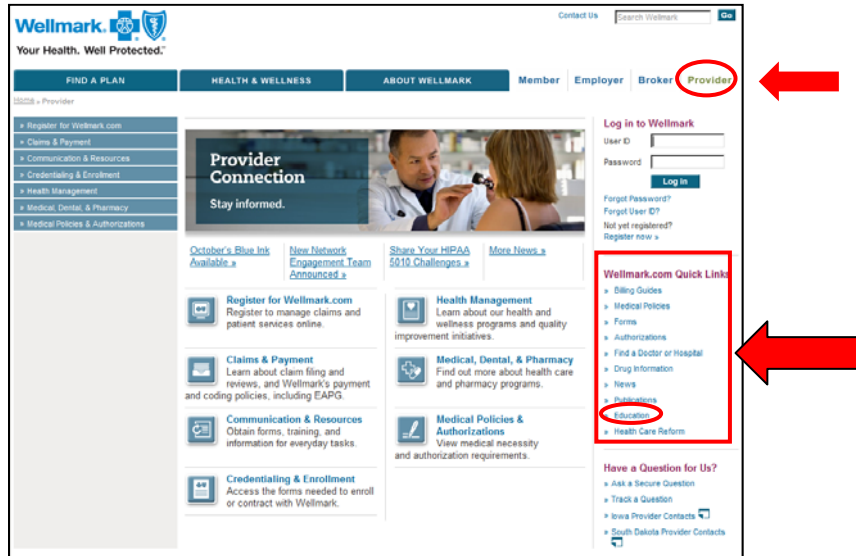 Contact Us Search Wellmark Go
Wellmark.
Your Health. Well Protected.™
FIND A PLAN HEALTH & WELLNESS ABOUT WELLMARK Member Employer Broker Provider
Home » Provider
» Register for Wellmark.com
» Claims & Payment
» Communication & Resources
» Credentialing & Enrollment
» Health Management
» Medical, Dental, & Pharmacy
» Medical Policies & Authorizations
Provider
Connection
Stay informed.
October's Blue Ink
Available »
New Network
Engagement Team
Announced »
Share Your HIPAA
5010 Challenges »
More News »
Register for Wellmark.com
Register to manage claims and
patient services online.
Health Management
Learn about our health and
wellness programs and quality
improvement initiatives.
Claims & Payment
Learn about claim filing and
reviews, and Wellmark's payment
and coding policies, including EAPG.
Medical, Dental, & Pharmacy
Find out more about health care
and pharmacy programs.
Communication & Resources
Obtain forms, training, and
information for everyday tasks.
Medical Policies &
Authorizations
View medical necessity
and authorization requirements.
Credentialing & Enrollment
Access the forms needed to enroll
or contract with Wellmark.
Log in to Wellmark
User ID
Password
Log In
Forgot Password?
Forgot User ID?
Not yet registered?
Register now »
Wellmark.com Quick Links
» Billing Guides
» Medical Policies
» Forms
» Authorizations
» Find a Doctor or Hospital
» Drug Information
» News
» Publications
» Education
» Health Care Reform
Have a Question for Us?
» Ask a Secure Question
» Track a Question
» Iowa Provider Contacts
» South Dakota Provider Contacts